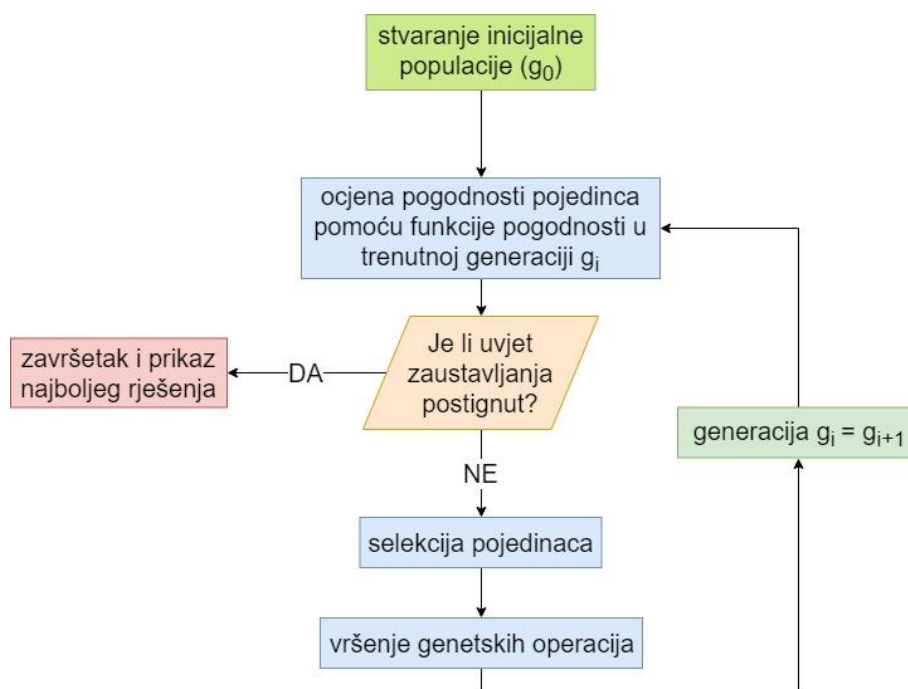 stvaranje inicijalne
populacije (g₀)
ocjena pogodnosti pojedinca
pomoću funkcije pogodnosti u
trenutnoj generaciji gᵢ
Je li uvjet
zaustavljanja
postignut?
DA
završetak i prikaz
najboljeg rješenja
NE
generacija gᵢ = gᵢ₊₁
selekcija pojedinaca
vršenje genetskih operacija